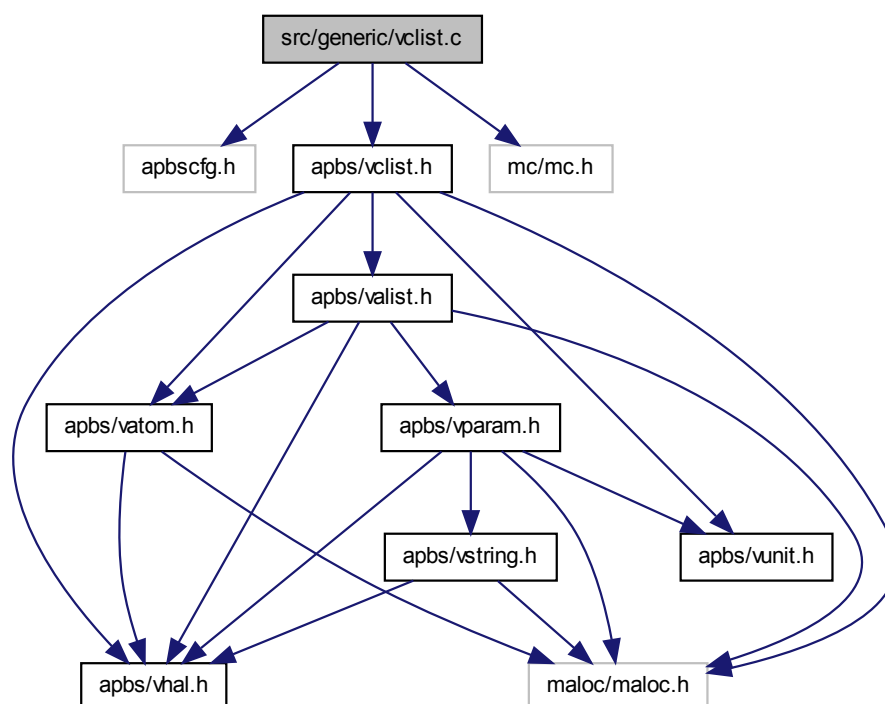 src/generic/vclist.c
apbscfg.h
apbs/vclist.h
mc/mc.h
apbs/valist.h
apbs/vatom.h
apbs/vparam.h
apbs/vstring.h
apbs/vunit.h
apbs/vhal.h
maloc/maloc.h